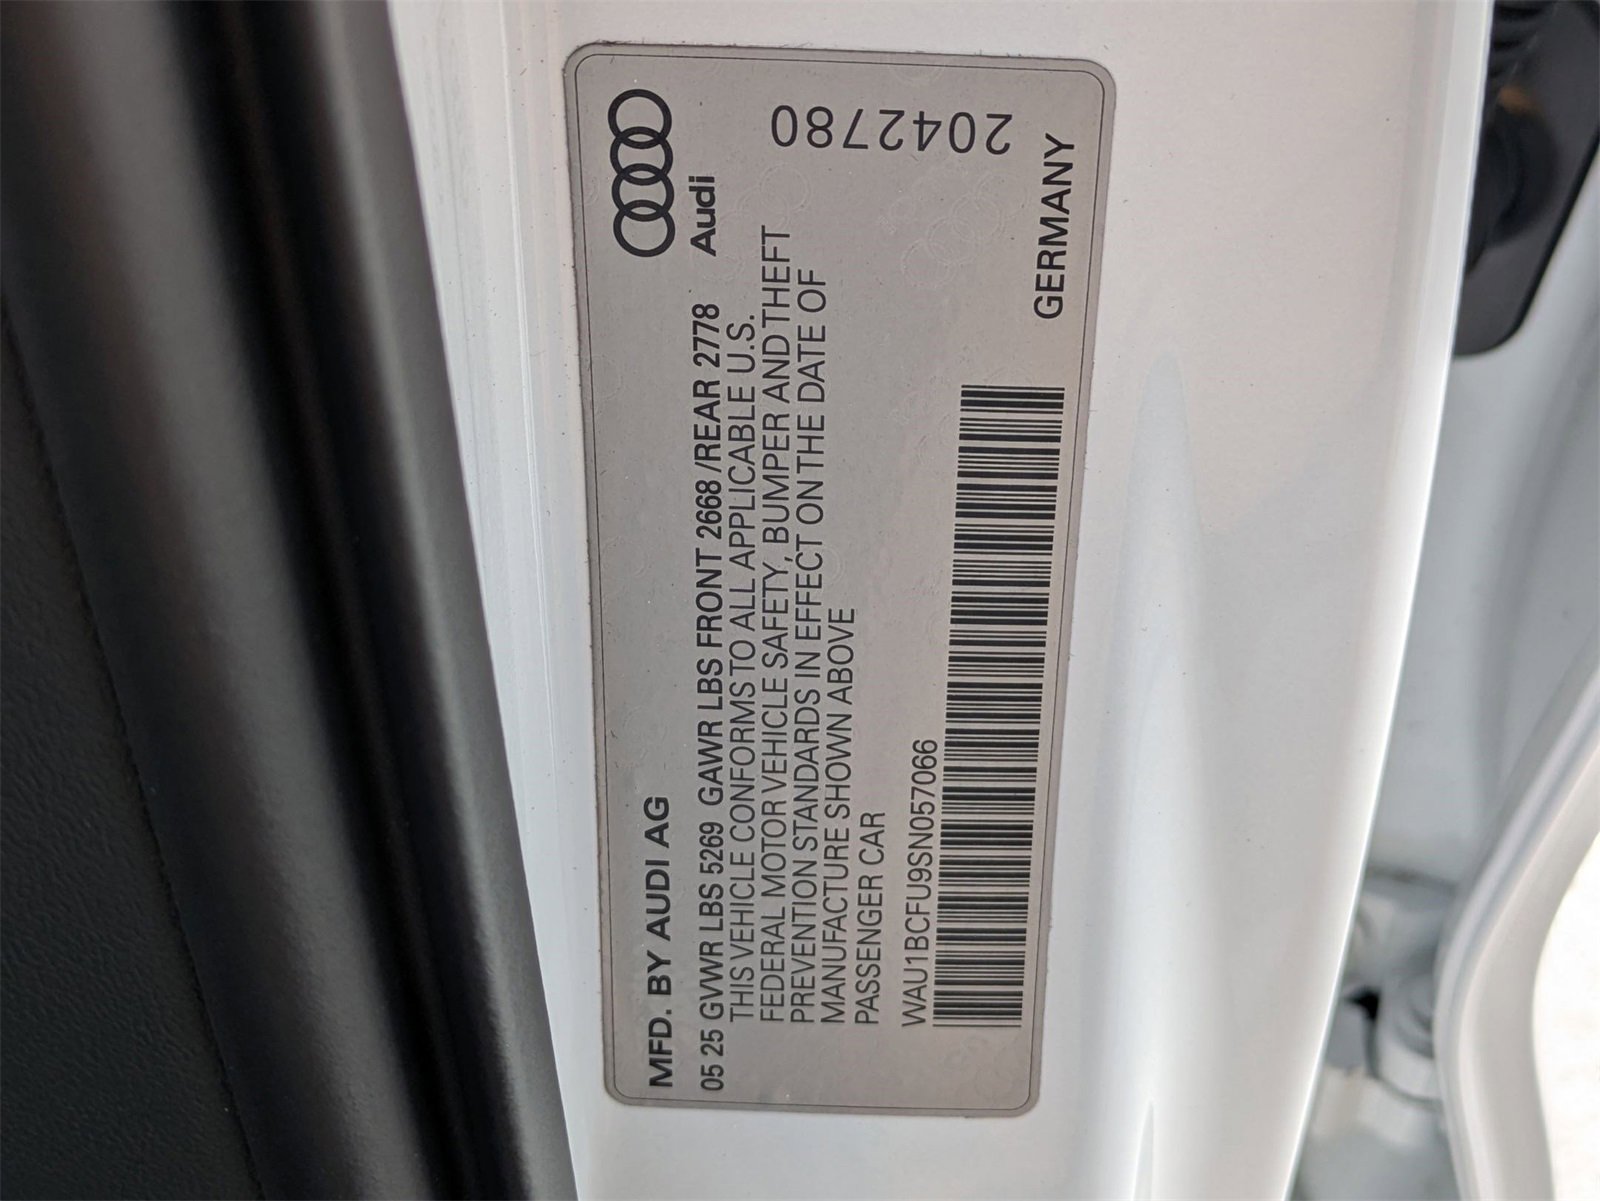 MFD. BY AUDI AG
Audi
05 25 GVWR LBS 5269 GAWR LBS FRONT 2668 /REAR 2778
THIS VEHICLE CONFORMS TO ALL APPLICABLE U.S.
FEDERAL MOTOR VEHICLE SAFETY, BUMPER AND THEFT
PREVENTION STANDARDS IN EFFECT ON THE DATE OF
MANUFACTURE SHOWN ABOVE
PASSENGER CAR
WAU1BCFU9SN057066
GERMANY
2042780